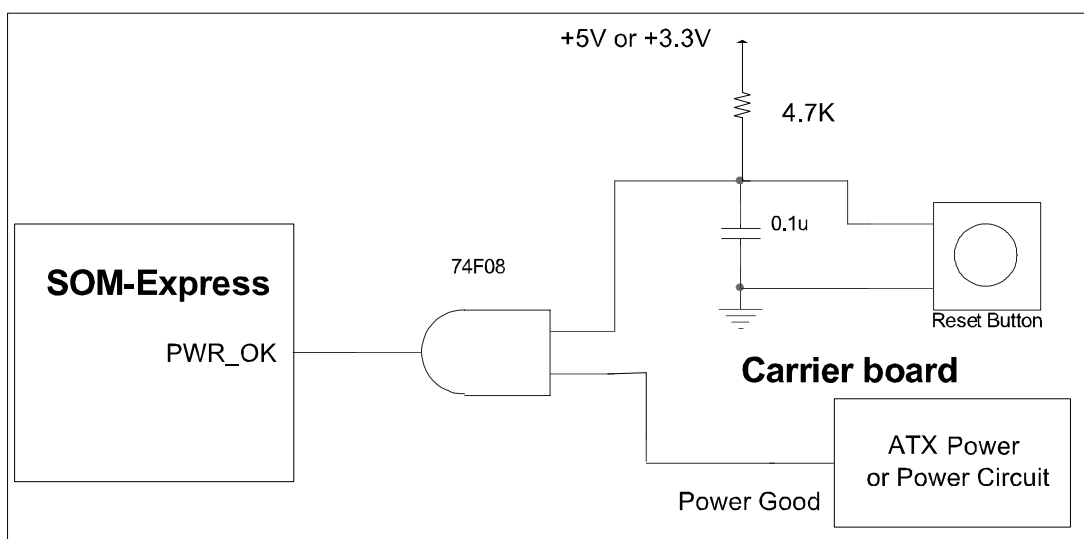 +5V or +3.3V
4.7K
0.1u
74F08
SOM-Express
PWR_OK
Reset Button
Carrier board
ATX Power
or Power Circuit
Power Good